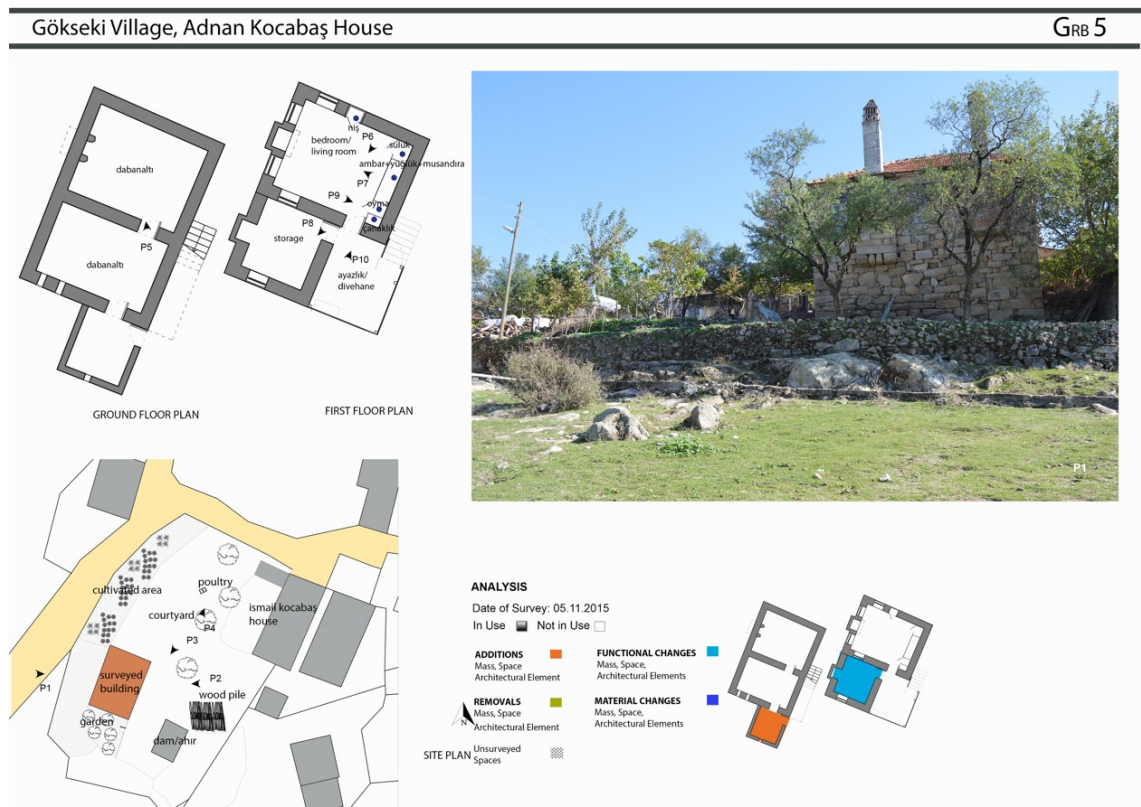 Gökseki Village, Adnan Kocabaş House
GRB 5
dabanaltı
P5
dabanaltı
GROUND FLOOR PLAN
niş
bedroom/
living room
P6
süluk
ambar+yüğlük+musandıra
P7
P9
oyma
P8
çanaklık
storage
P10
ayazlık/
divehane
FIRST FLOOR PLAN
P1
cultivated area
poultry
courtyard
P4
ismail kocabaş
house
P3
P1
surveyed
building
P2
wood pile
garden
dam/ahır
N
SITE PLAN
ANALYSIS
Date of Survey: 05.11.2015
In Use
Not in Use
ADDITIONS
Mass, Space
Architectural Element
FUNCTIONAL CHANGES
Mass, Space,
Architectural Elements
REMOVALS
Mass, Space
Architectural Element
MATERIAL CHANGES
Mass, Space,
Architectural Elements
Unsurveyed
Spaces